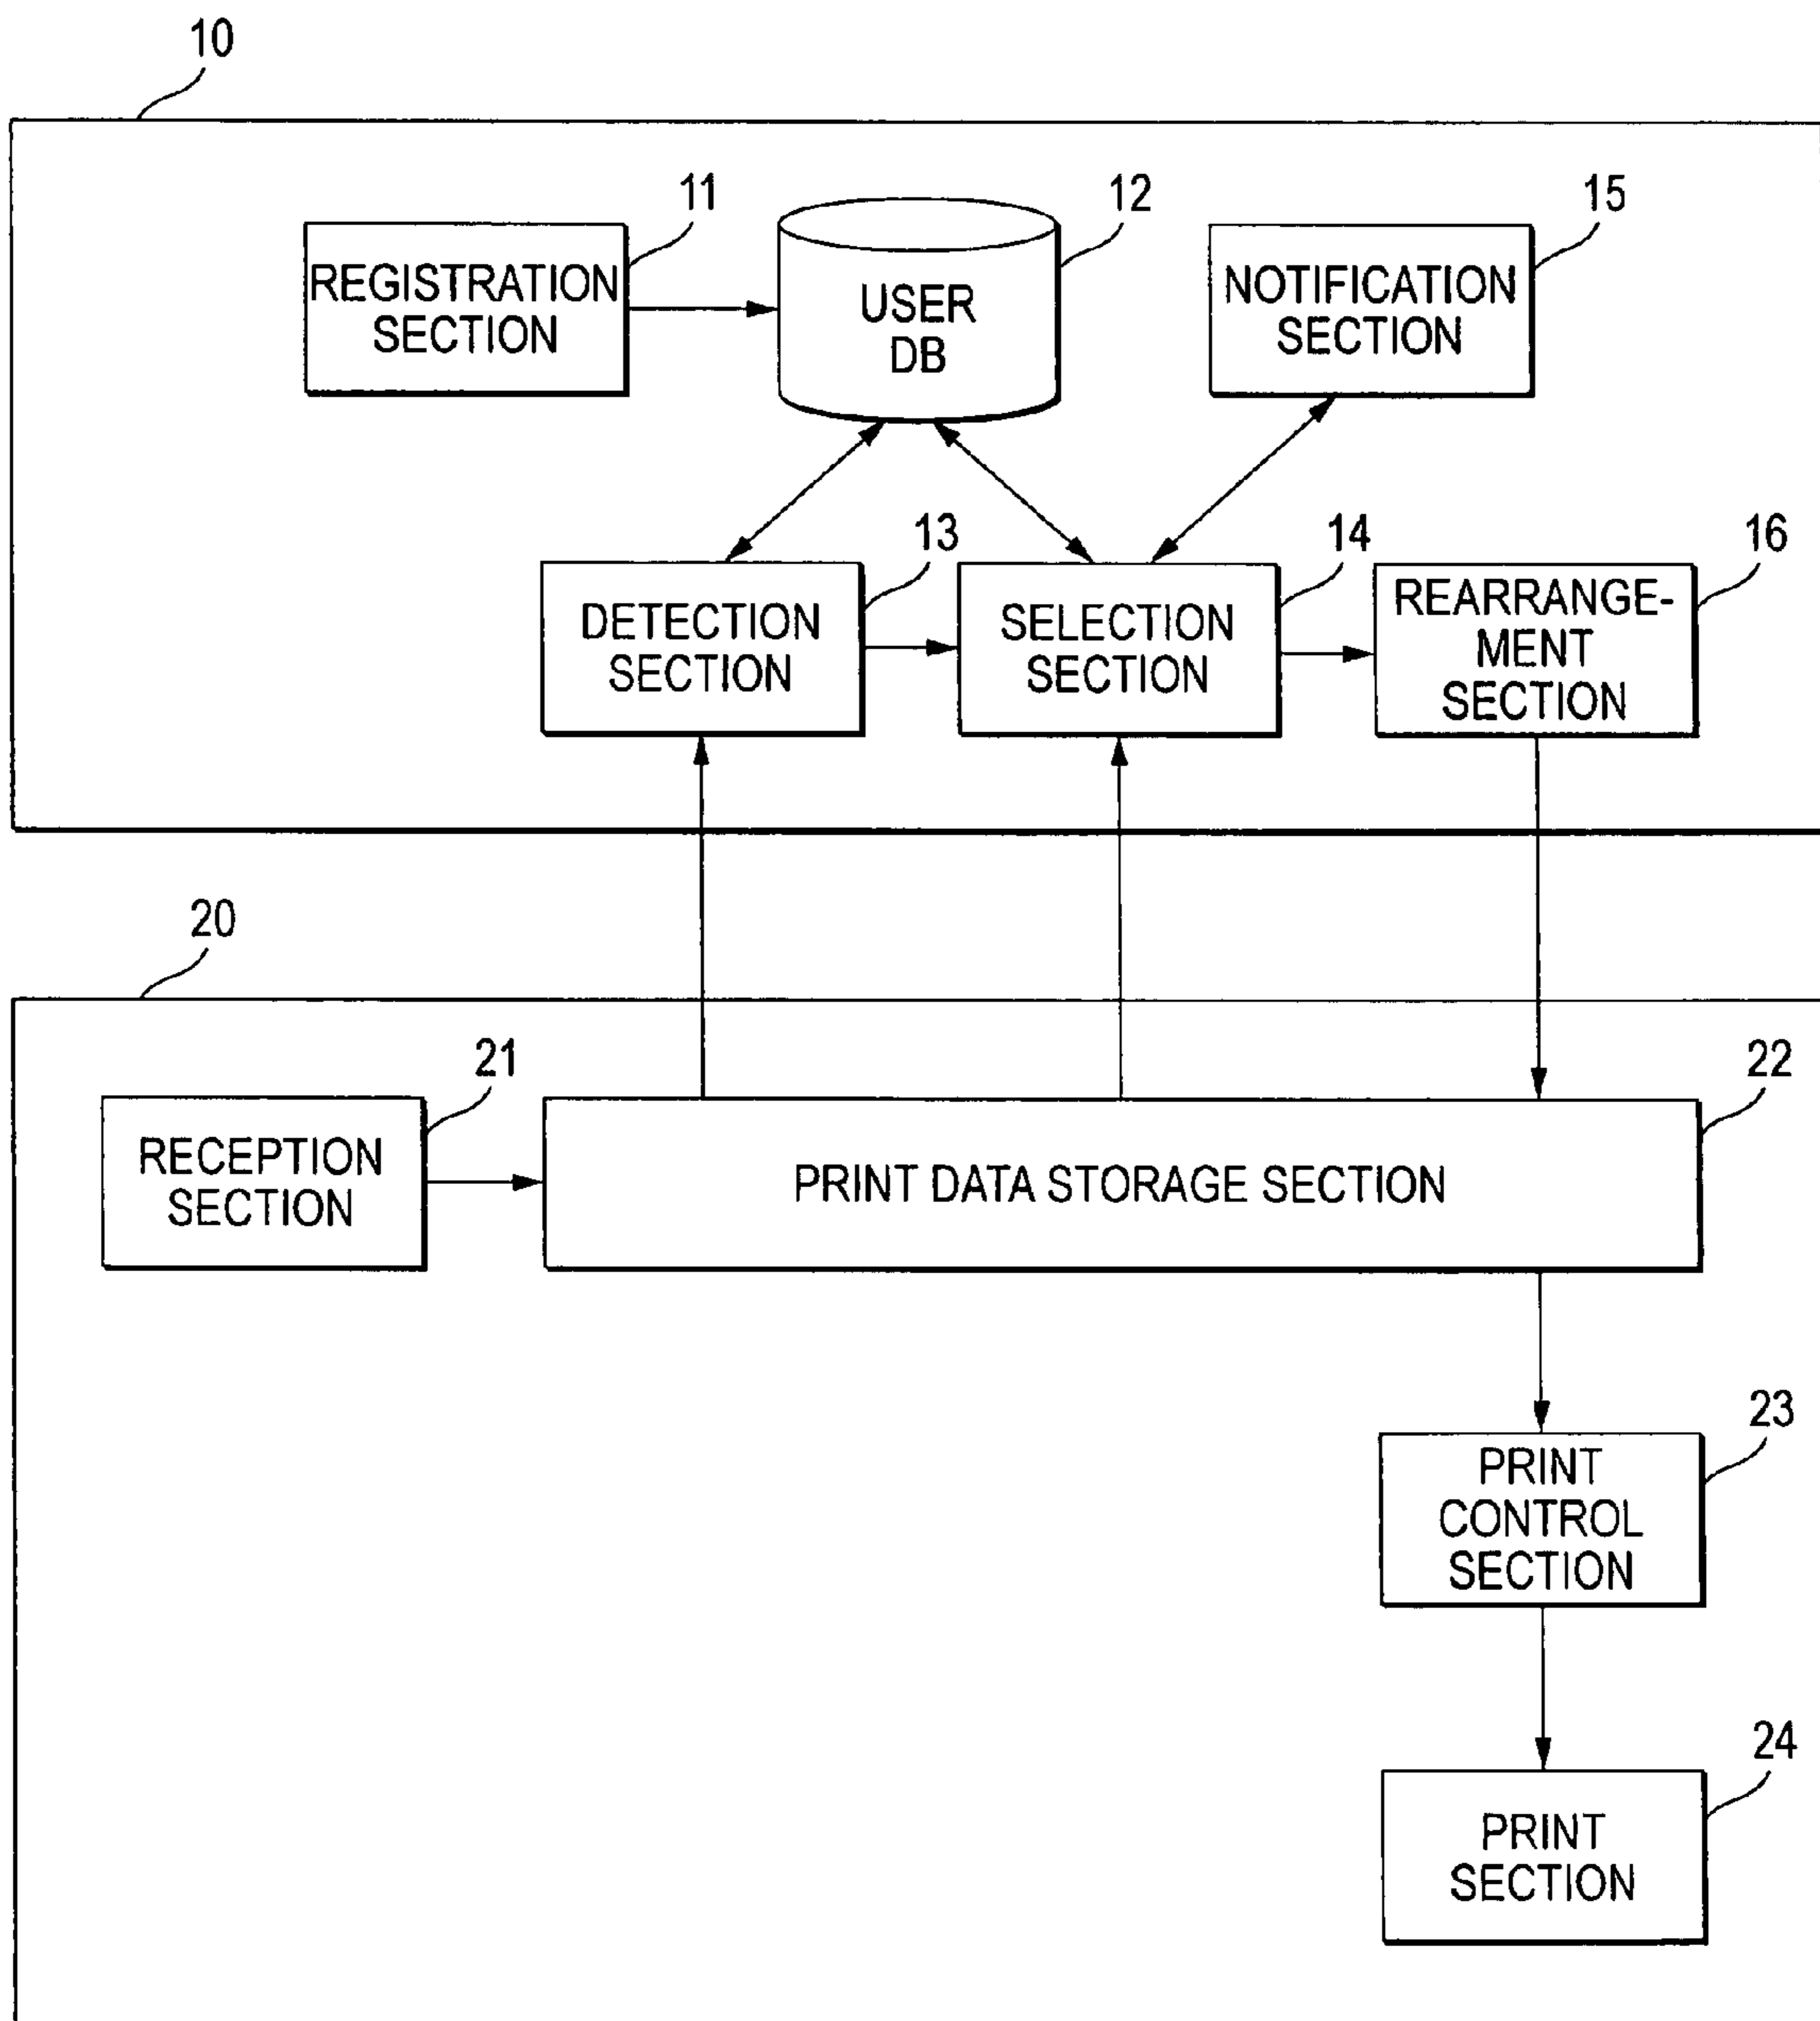 10
11
12
15
REGISTRATION
SECTION
USER
DB
NOTIFICATION
SECTION
13
14
16
DETECTION
SECTION
SELECTION
SECTION
REARRANGE-
MENT
SECTION
20
21
22
RECEPTION
SECTION
PRINT DATA STORAGE SECTION
23
PRINT
CONTROL
SECTION
24
PRINT
SECTION